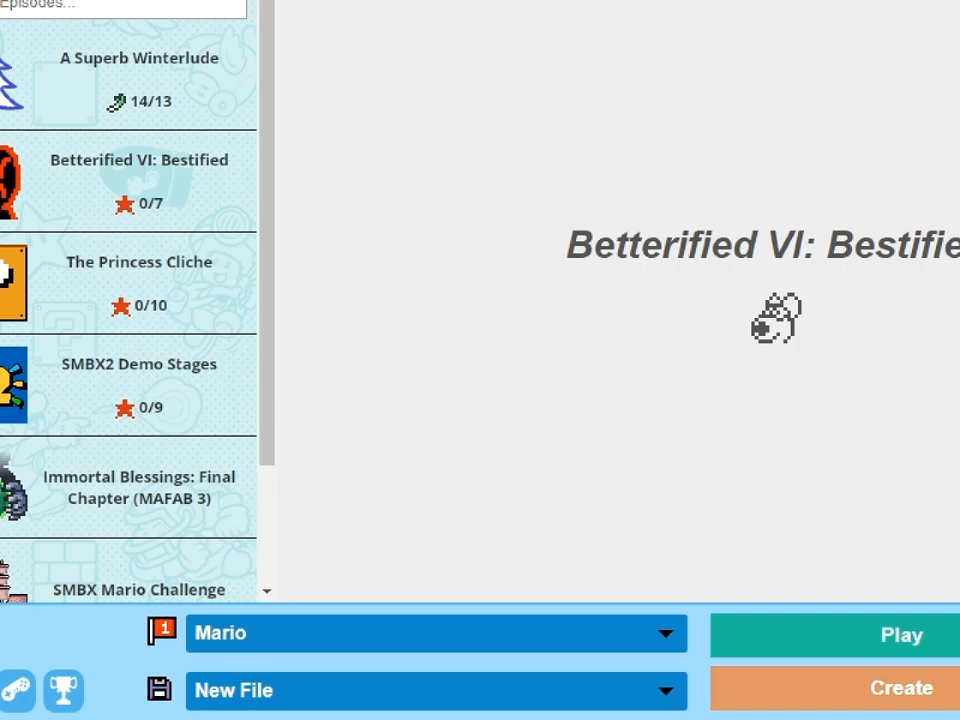 Episodes...
A Superb Winterlude
14/13
Betterified VI: Bestified
0/7
The Princess Cliche
0/10
SMBX2 Demo Stages
0/9
Immortal Blessings: Final
Chapter (MAFAB 3)
SMBX Mario Challenge
Betterified VI: Bestifie
1
Mario
New File
Play
Create